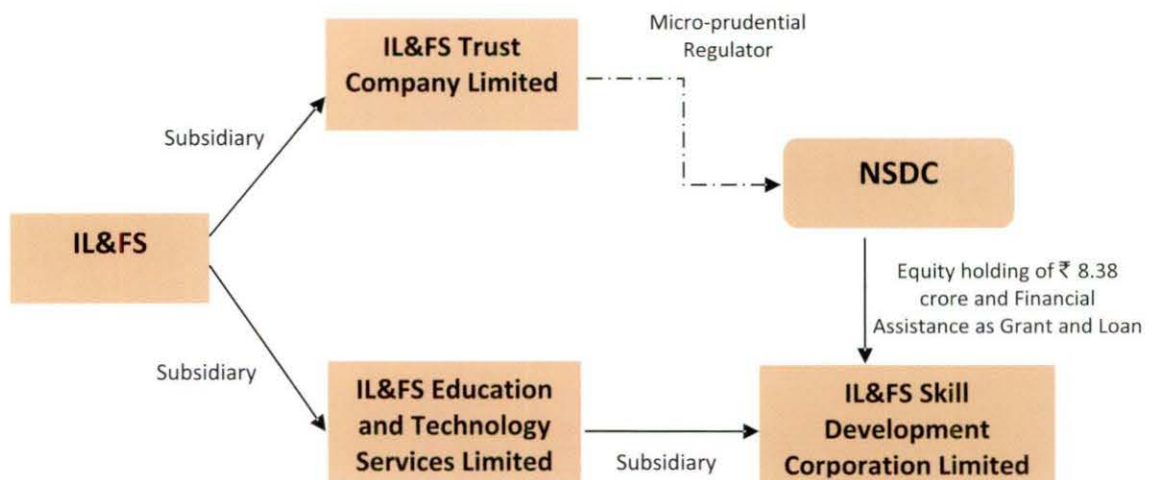 IL&FS Trust
Company Limited
Micro-prudential
Regulator
Subsidiary
NSDC
IL&FS
Equity holding of ₹ 8.38
crore and Financial
Assistance as Grant and Loan
Subsidiary
IL&FS Education
and Technology
Services Limited
Subsidiary
IL&FS Skill
Development
Corporation Limited